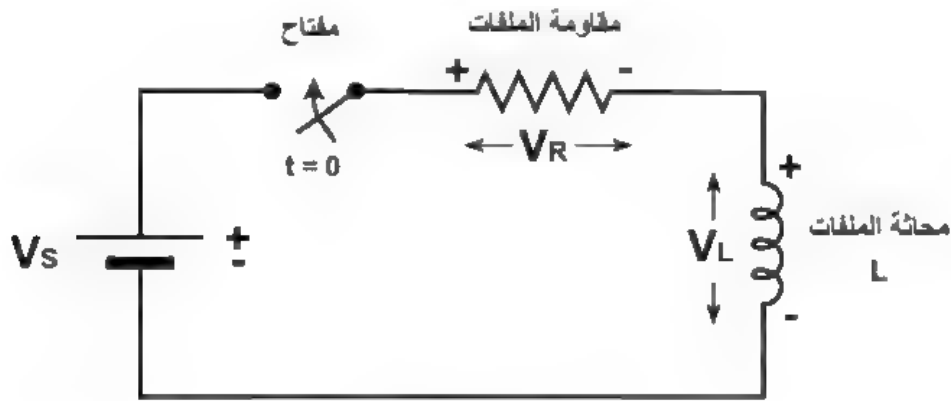 مفتاح
مقاومة الملفات
+ -
t = 0
VR
VS
+
-
+
VL
-
محاثة الملفات
L